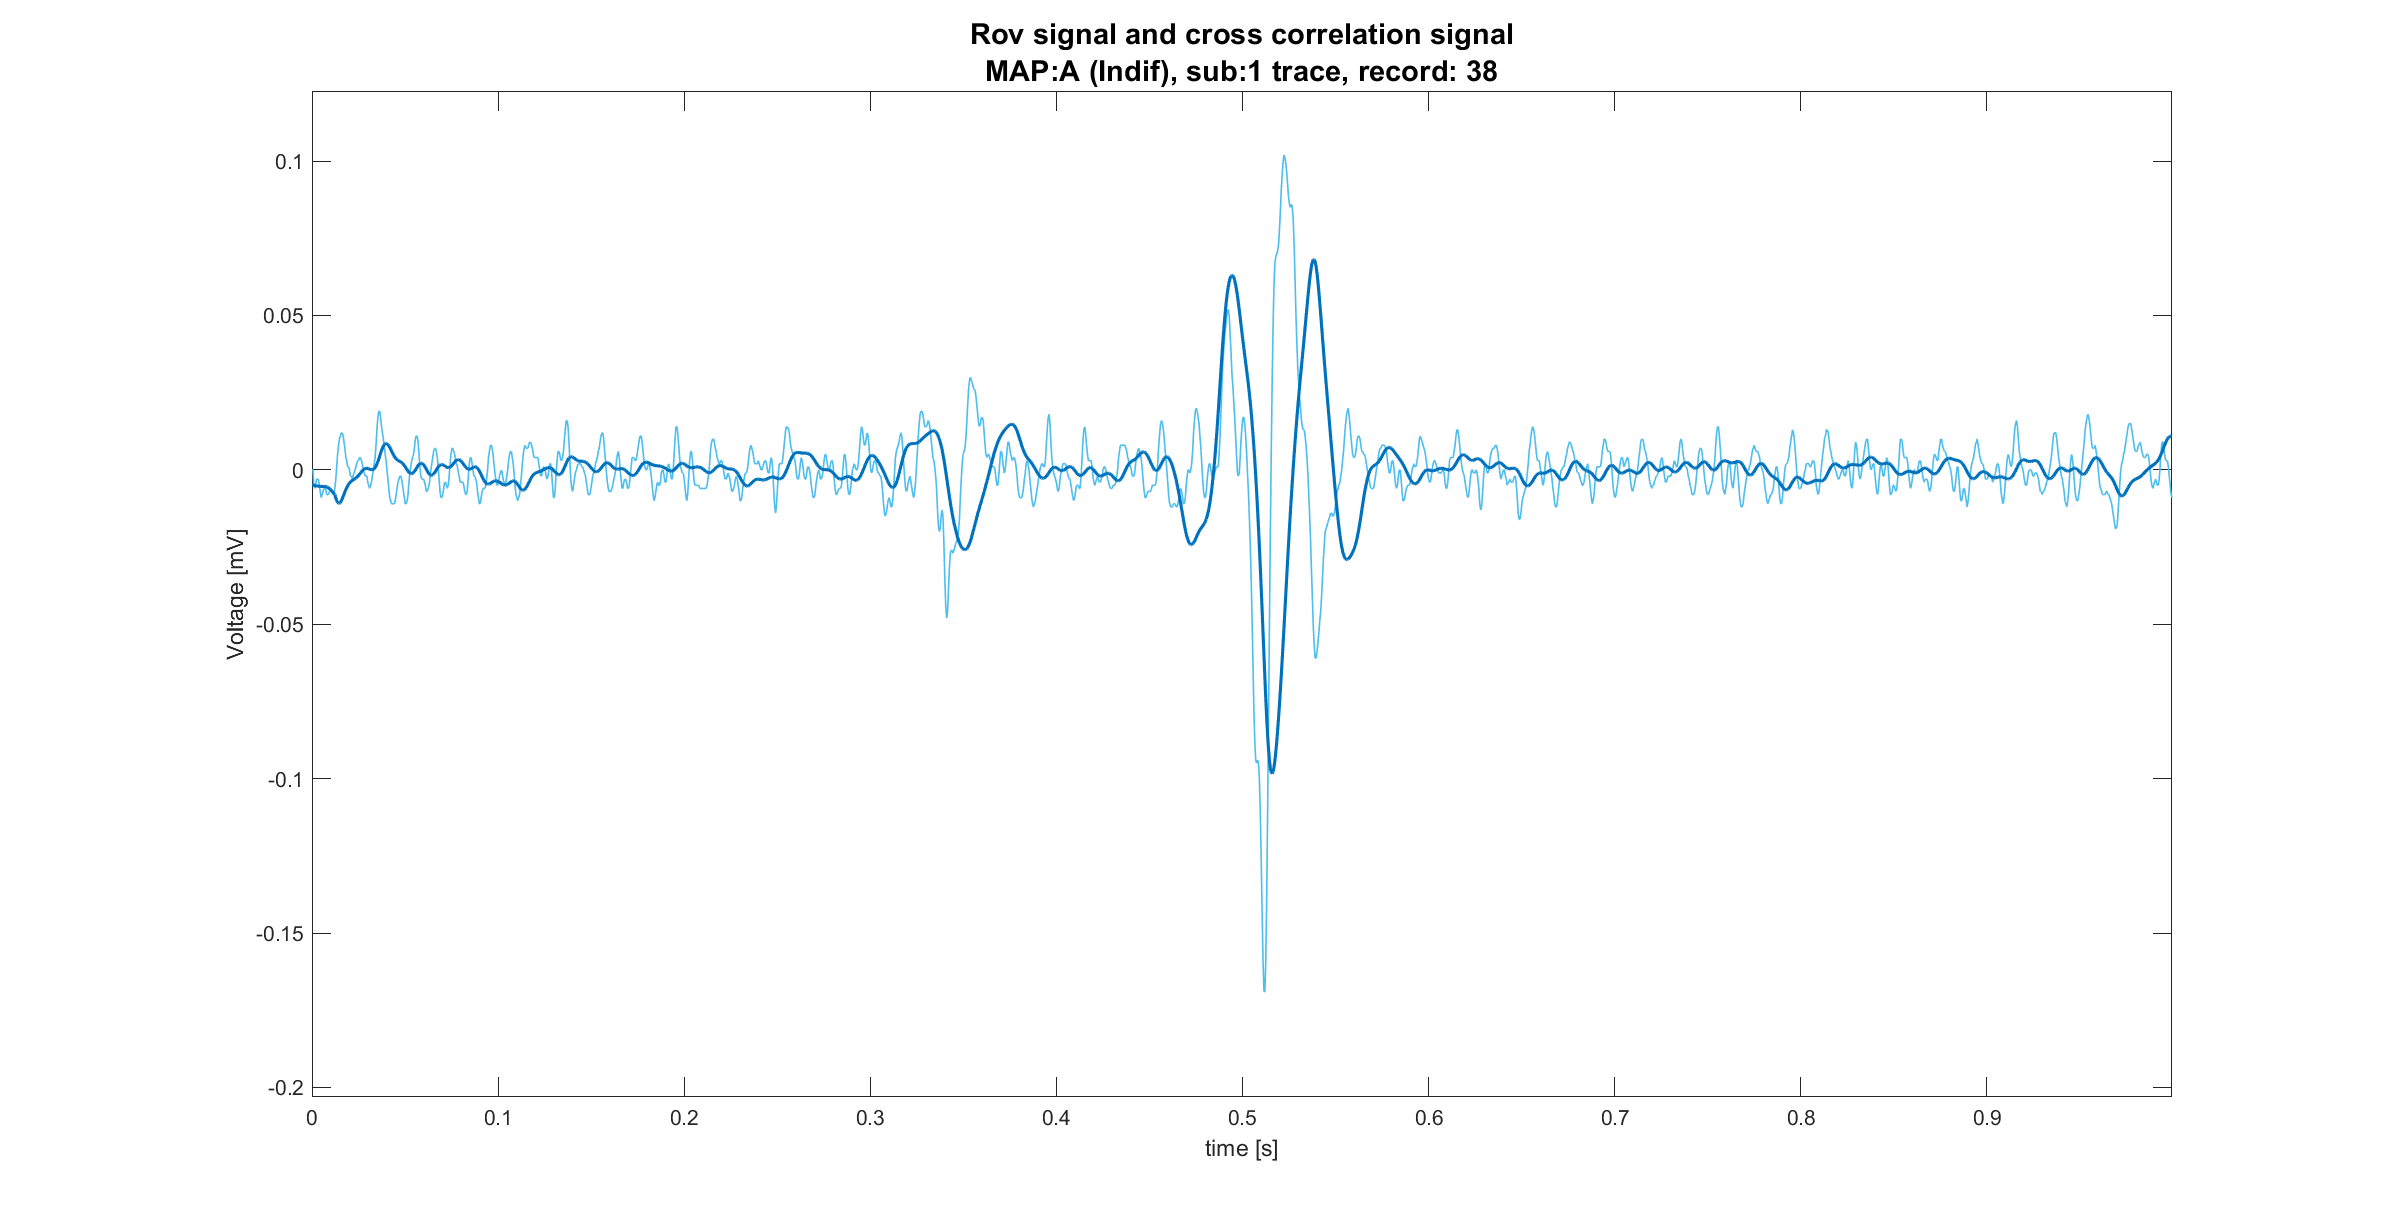 Rov signal and cross correlation signal
MAP:A (Indif), sub:1 trace, record: 38
0.1
0.05
0
-0.05
-0.1
-0.15
-0.2
Voltage [mV]
0 0.1 0.2 0.3 0.4 0.5 0.6 0.7 0.8 0.9
time [s]